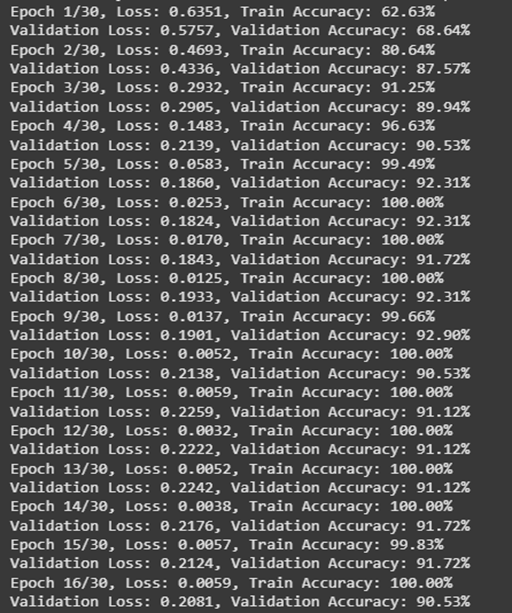 Epoch 1/30, Loss: 0.6351, Train Accuracy: 62.63%
Validation Loss: 0.5757, Validation Accuracy: 68.64%
Epoch 2/30, Loss: 0.4693, Train Accuracy: 80.64%
Validation Loss: 0.4336, Validation Accuracy: 87.57%
Epoch 3/30, Loss: 0.2932, Train Accuracy: 91.25%
Validation Loss: 0.2905, Validation Accuracy: 89.94%
Epoch 4/30, Loss: 0.1483, Train Accuracy: 96.63%
Validation Loss: 0.2139, Validation Accuracy: 90.53%
Epoch 5/30, Loss: 0.0583, Train Accuracy: 99.49%
Validation Loss: 0.1860, Validation Accuracy: 92.31%
Epoch 6/30, Loss: 0.0253, Train Accuracy: 100.00%
Validation Loss: 0.1824, Validation Accuracy: 92.31%
Epoch 7/30, Loss: 0.0170, Train Accuracy: 100.00%
Validation Loss: 0.1843, Validation Accuracy: 91.72%
Epoch 8/30, Loss: 0.0125, Train Accuracy: 100.00%
Validation Loss: 0.1933, Validation Accuracy: 92.31%
Epoch 9/30, Loss: 0.0137, Train Accuracy: 99.66%
Validation Loss: 0.1901, Validation Accuracy: 92.90%
Epoch 10/30, Loss: 0.0052, Train Accuracy: 100.00%
Validation Loss: 0.2138, Validation Accuracy: 90.53%
Epoch 11/30, Loss: 0.0059, Train Accuracy: 100.00%
Validation Loss: 0.2259, Validation Accuracy: 91.12%
Epoch 12/30, Loss: 0.0032, Train Accuracy: 100.00%
Validation Loss: 0.2222, Validation Accuracy: 91.12%
Epoch 13/30, Loss: 0.0052, Train Accuracy: 100.00%
Validation Loss: 0.2242, Validation Accuracy: 91.12%
Epoch 14/30, Loss: 0.0038, Train Accuracy: 100.00%
Validation Loss: 0.2176, Validation Accuracy: 91.72%
Epoch 15/30, Loss: 0.0057, Train Accuracy: 99.83%
Validation Loss: 0.2124, Validation Accuracy: 91.72%
Epoch 16/30, Loss: 0.0059, Train Accuracy: 100.00%
Validation Loss: 0.2081, Validation Accuracy: 90.53%